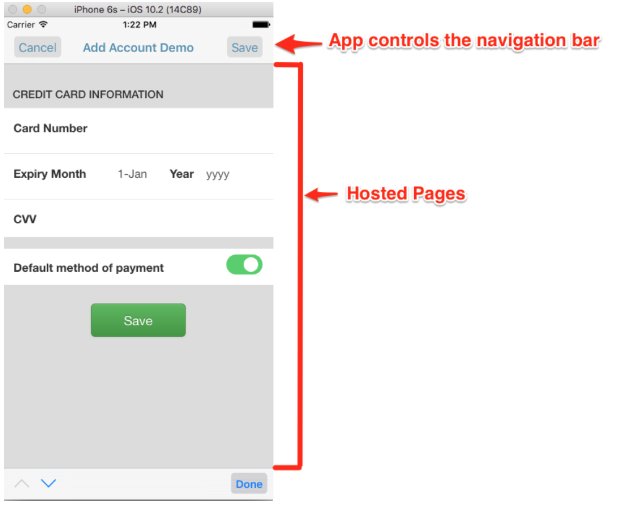 iPhone 6s – iOS 10.2 (14C89)
Carrier 1:22 PM
Cancel Add Account Demo Save
App controls the navigation bar
CREDIT CARD INFORMATION
Card Number
Expiry Month 1-Jan Year yyyy
Hosted Pages
CVV
Default method of payment
Save
Done